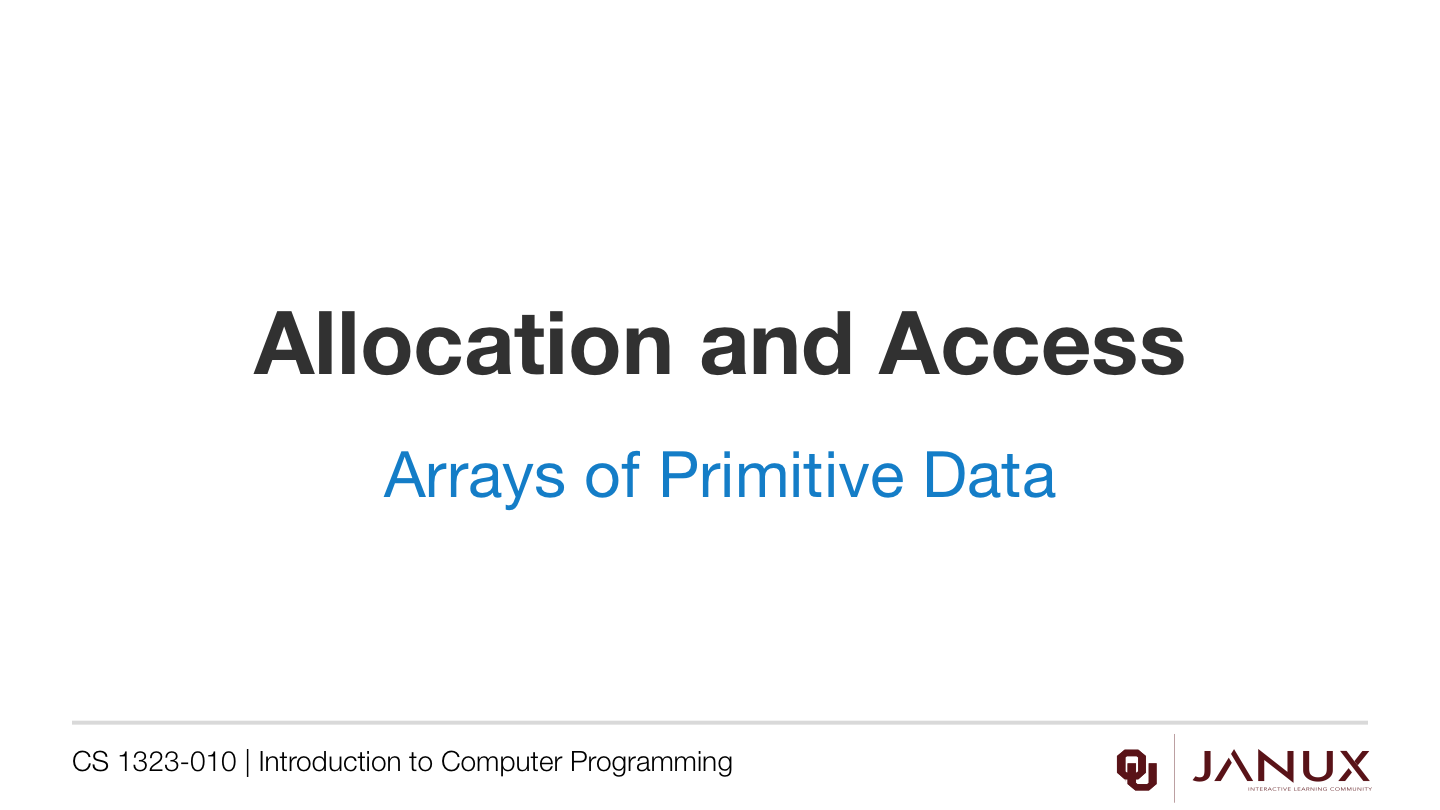 Allocation and Access
Arrays of Primitive Data
CS 1323-010 | Introduction to Computer Programming
OU
JANUX
INTERACTIVE LEARNING COMMUNITY